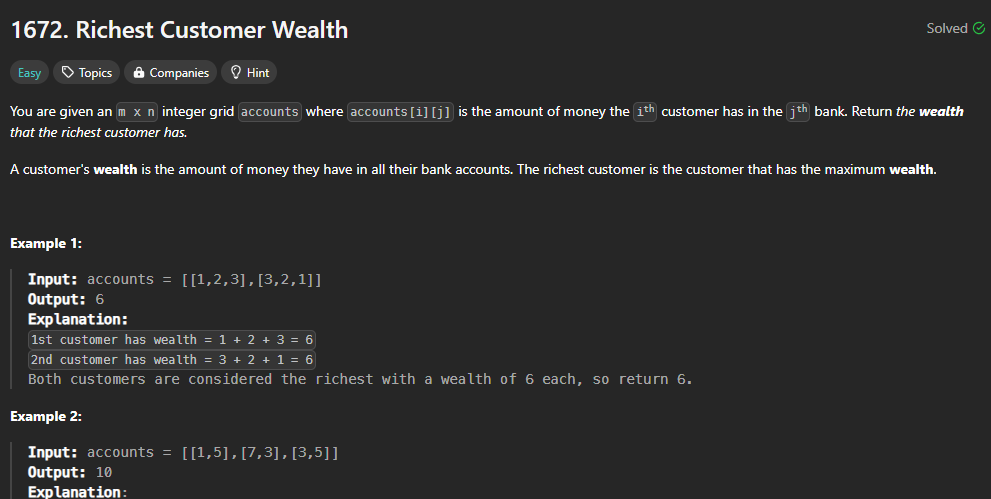 1672. Richest Customer Wealth
Solved
Easy Topics Companies Hint
You are given an m x n integer grid accounts where accounts[i][j] is the amount of money the ith customer has in the jth bank. Return the wealth
that the richest customer has.
A customer's wealth is the amount of money they have in all their bank accounts. The richest customer is the customer that has the maximum wealth.
Example 1:
Input: accounts = [[1,2,3],[3,2,1]]
Output: 6
Explanation:
1st customer has wealth = 1 + 2 + 3 = 6
2nd customer has wealth = 3 + 2 + 1 = 6
Both customers are considered the richest with a wealth of 6 each, so return 6.
Example 2:
Input: accounts = [[1,5],[7,3],[3,5]]
Output: 10
Explanation: